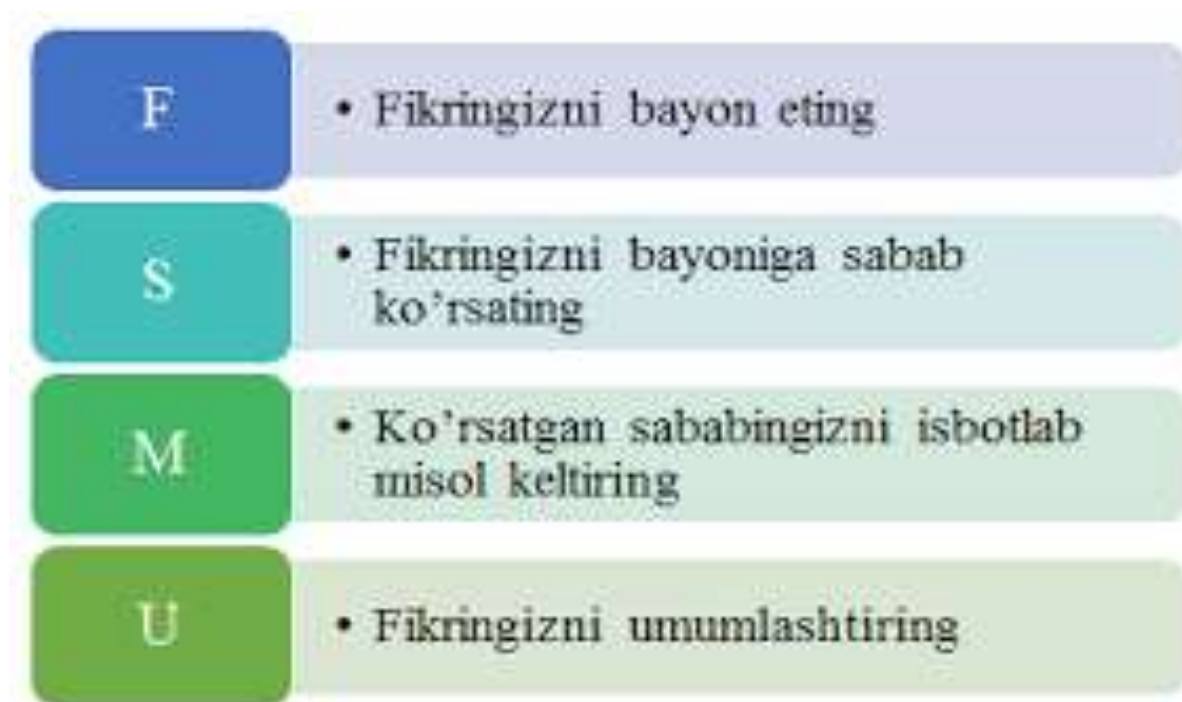 F
• Fikringizni bayon eting
S
• Fikringizni bayoniga sabab
ko’rsating
M
• Ko’rsatgan sababingizni isbotlab
misol keltiring
U
• Fikringizni umumlashtiring